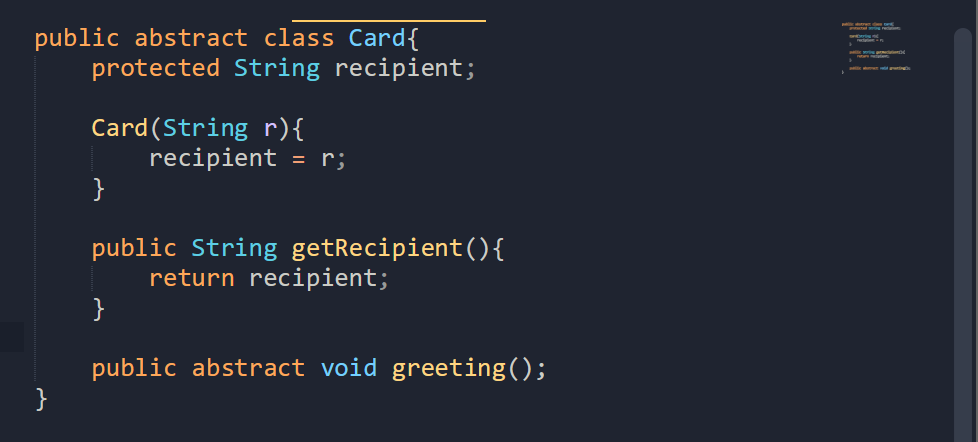 public abstract class Card{
    protected String recipient;

    Card(String r){
        recipient = r;
    }

    public String getRecipient(){
        return recipient;
    }

    public abstract void greeting();
}